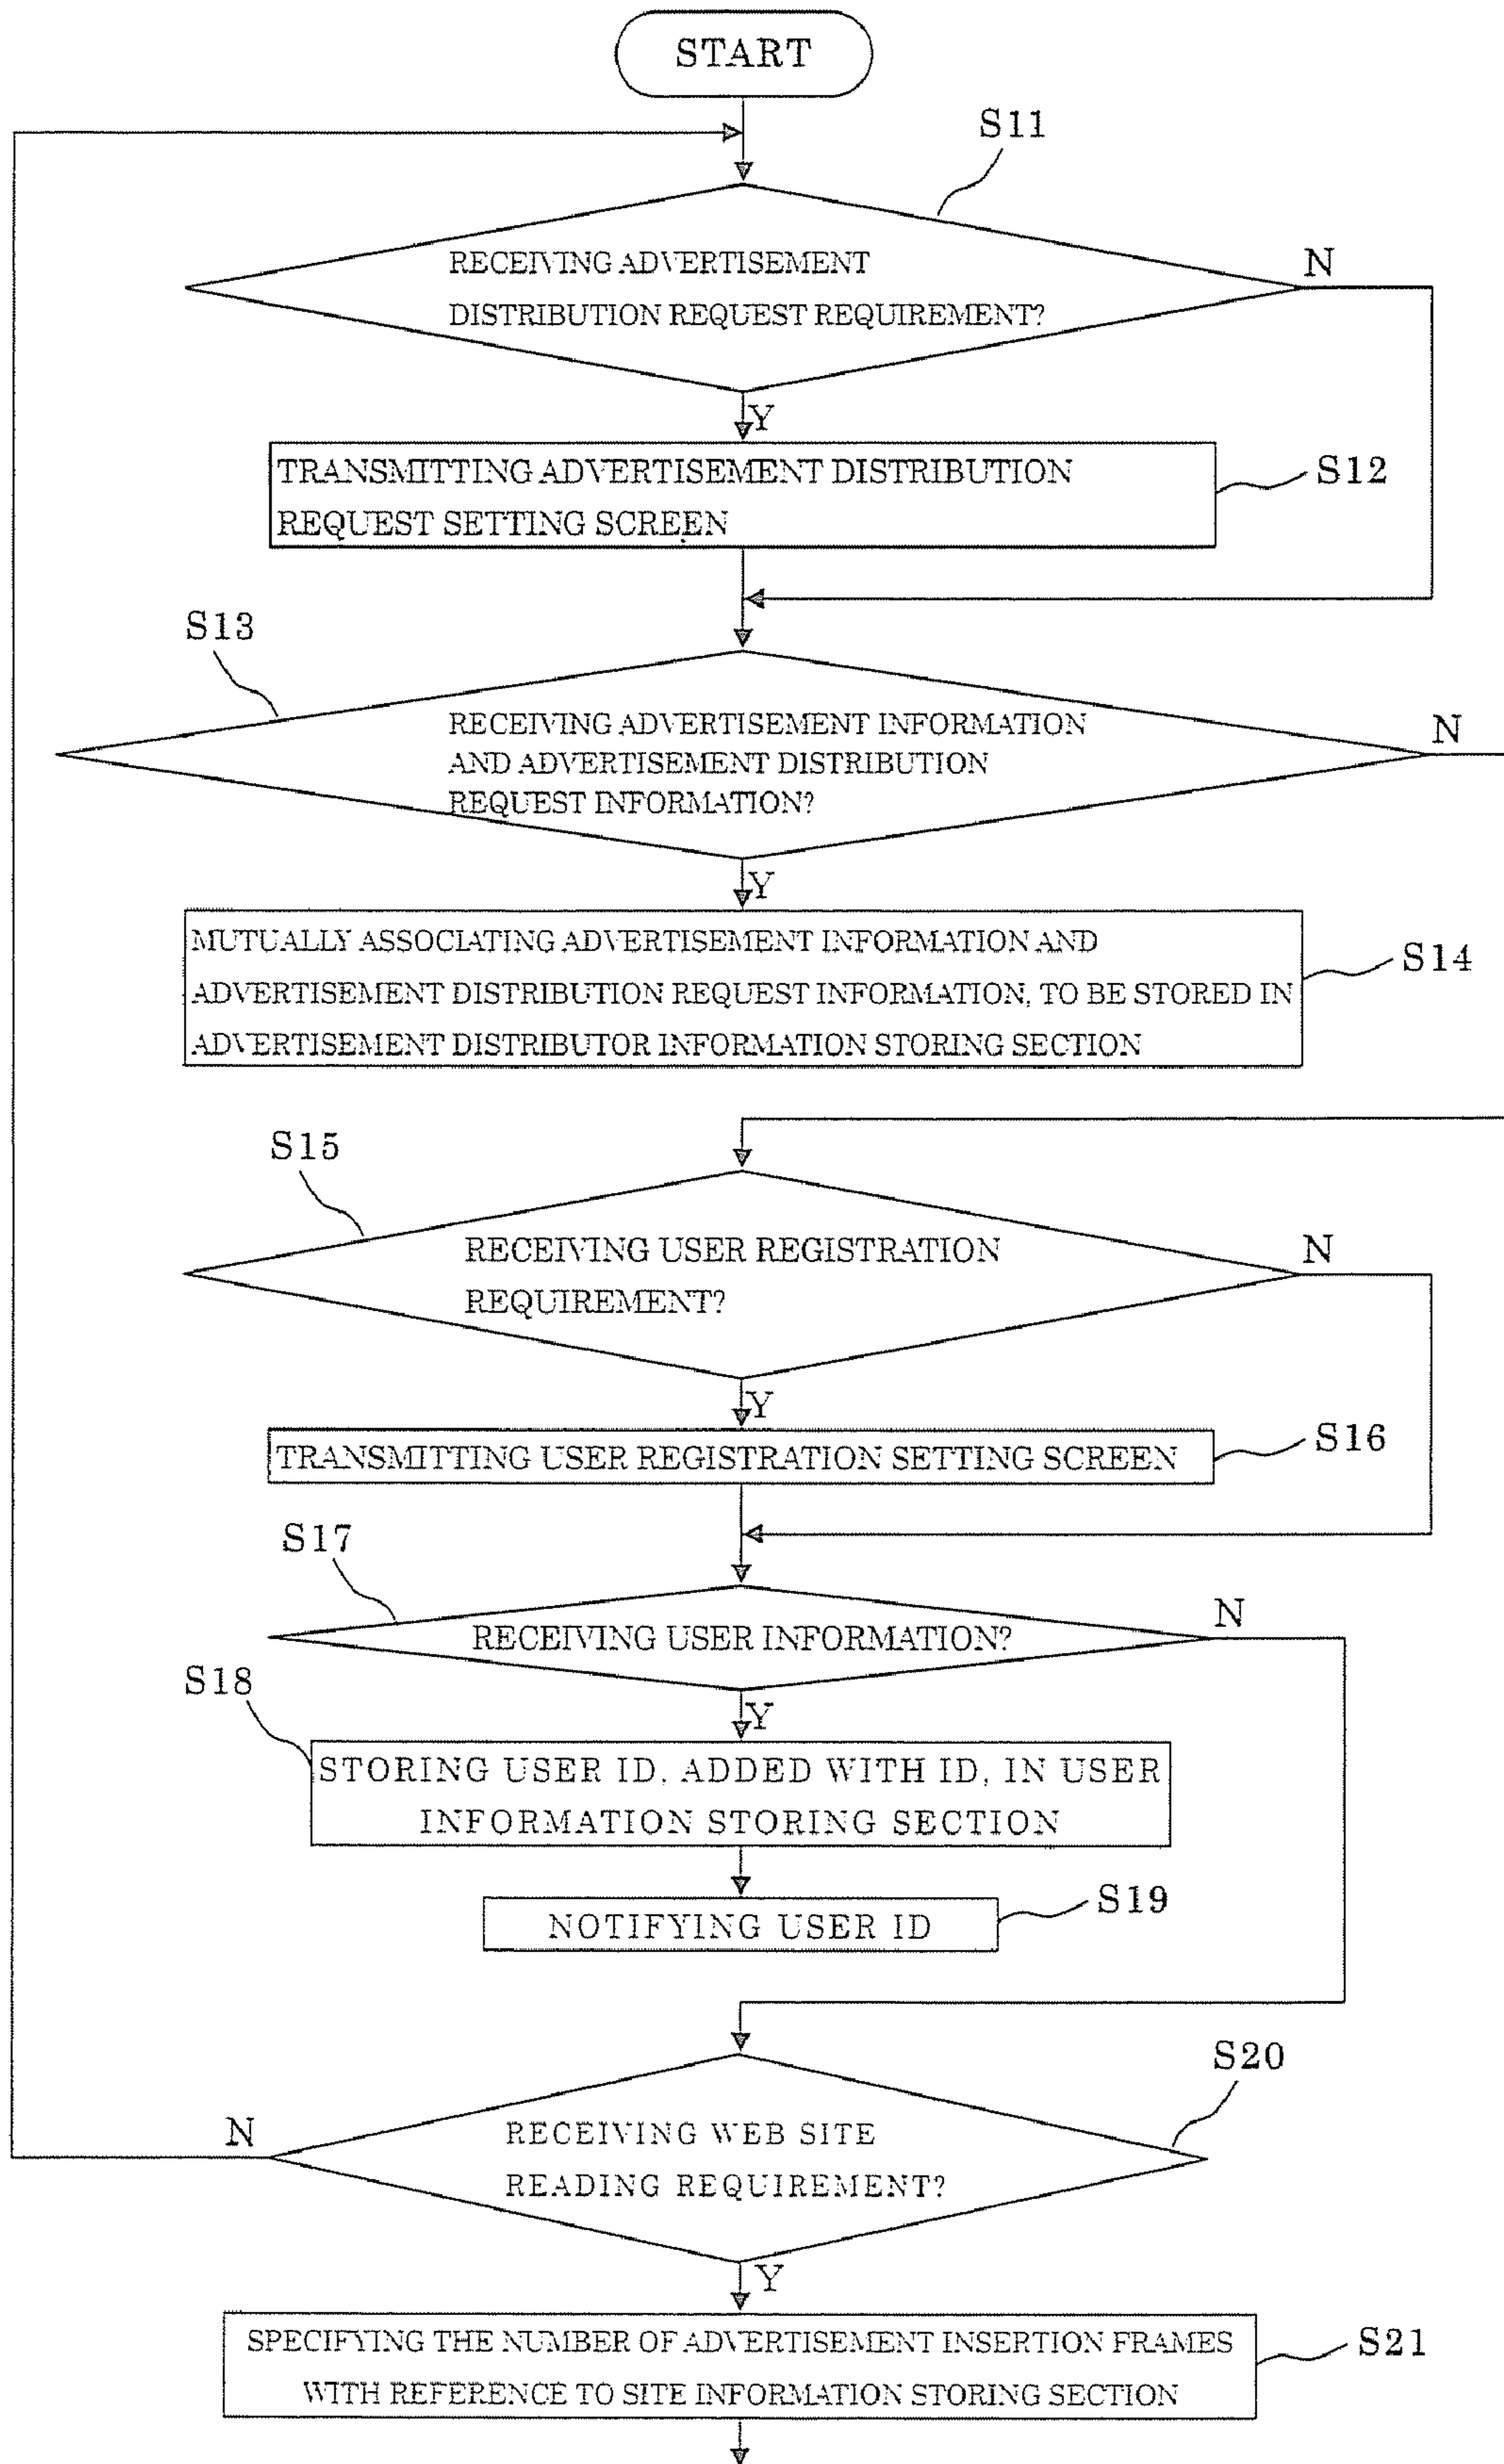 START
S11
RECEIVING ADVERTISEMENT
DISTRIBUTION REQUEST REQUIREMENT?
N
Y
TRANSMITTING ADVERTISEMENT DISTRIBUTION
REQUEST SETTING SCREEN
S12
S13
RECEIVING ADVERTISEMENT INFORMATION
AND ADVERTISEMENT DISTRIBUTION
REQUEST INFORMATION?
N
Y
MUTUALLY ASSOCIATING ADVERTISEMENT INFORMATION AND
ADVERTISEMENT DISTRIBUTION REQUEST INFORMATION, TO BE STORED IN
ADVERTISEMENT DISTRIBUTOR INFORMATION STORING SECTION
S14
S15
RECEIVING USER REGISTRATION
REQUIREMENT?
N
Y
TRANSMITTING USER REGISTRATION SETTING SCREEN
S16
S17
RECEIVING USER INFORMATION?
N
Y
S18
STORING USER ID, ADDED WITH ID, IN USER
INFORMATION STORING SECTION
NOTIFYING USER ID
S19
S20
RECEIVING WEB SITE
READING REQUIREMENT?
N
Y
SPECIFYING THE NUMBER OF ADVERTISEMENT INSERTION FRAMES
WITH REFERENCE TO SITE INFORMATION STORING SECTION
S21